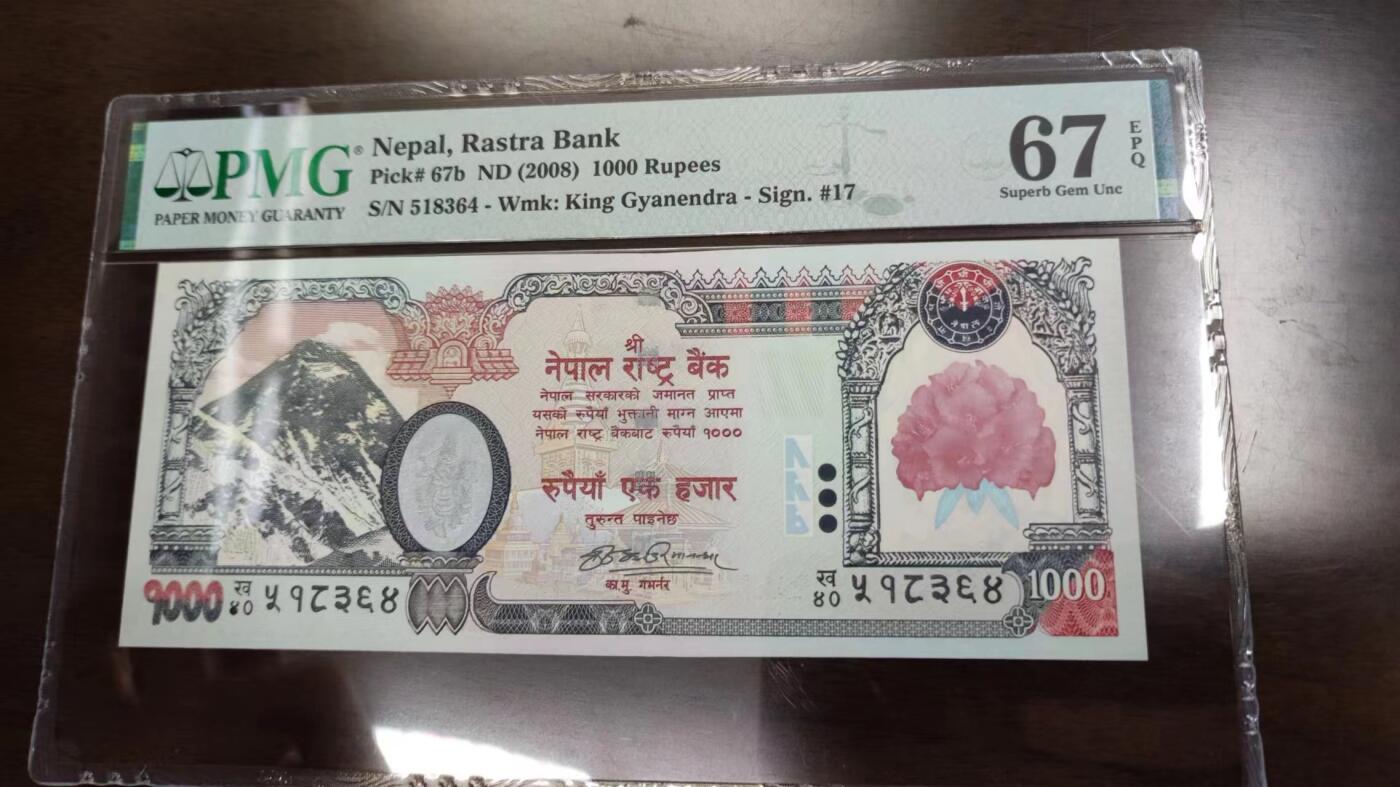 PMG®
PAPER MONEY GUARANTY
Nepal, Rastra Bank
Pick# 67b ND (2008) 1000 Rupees
S/N 518364 - Wmk: King Gyanendra - Sign. #17
67
EPQ
Superb Gem Unc
श्री
नेपाल राष्ट्र बैंक
नेपाल सरकारको जमानत प्राप्त
यसको रुपैयाँ भुक्तानी माग्न आएमा
नेपाल राष्ट्र बैंकबाट रुपैयाँ १०००
रुपैयाँ एक हजार
तुरुन्त पाइनेछ
का.मु. गभर्नर
१००० ख ४० ५१८३६४
ख ४० ५१८३६४ 1000